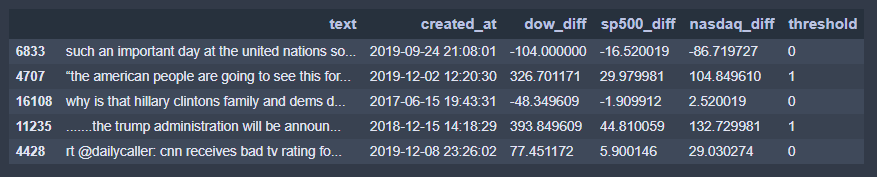 text created_at dow_diff sp500_diff nasdaq_diff threshold
6833 such an important day at the united nations so... 2019-09-24 21:08:01 -104.000000 -16.520019 -86.719727 0
4707 “the american people are going to see this for... 2019-12-02 12:20:30 326.701171 29.979981 104.849610 1
16108 why is that hillary clintons family and dems d... 2017-06-15 19:43:31 -48.349609 -1.909912 2.520019 0
11235 .......the trump administration will be announ... 2018-12-15 14:18:29 393.849609 44.810059 132.729981 1
4428 rt @dailycaller: cnn receives bad tv rating fo... 2019-12-08 23:26:02 77.451172 5.900146 29.030274 0